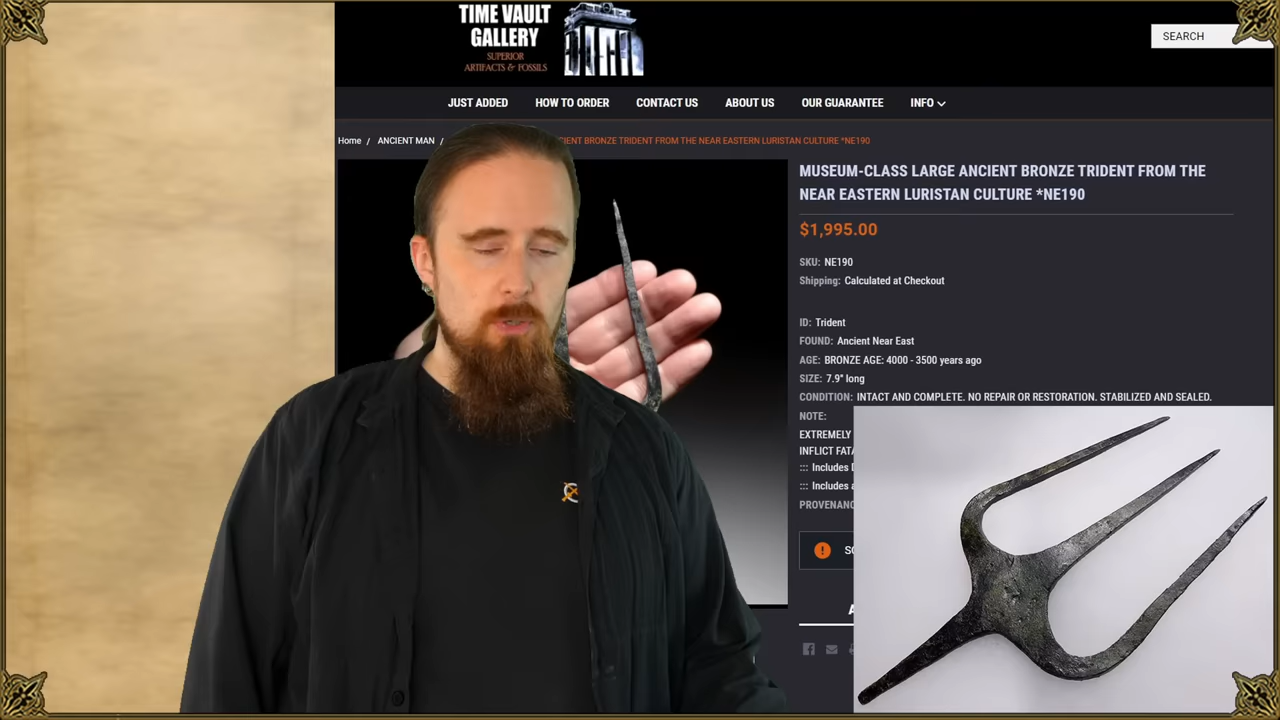 TIME VAULT
GALLERY
SUPERIOR
ARTIFACTS & FOSSILS
SEARCH
JUST ADDED HOW TO ORDER CONTACT US ABOUT US OUR GUARANTEE INFO
Home / ANCIENT MAN / BRONZE TRIDENT FROM THE NEAR EASTERN LURISTAN CULTURE *NE190
MUSEUM-CLASS LARGE ANCIENT BRONZE TRIDENT FROM THE
NEAR EASTERN LURISTAN CULTURE *NE190
$1,995.00
SKU: NE190
Shipping: Calculated at Checkout
ID: Trident
FOUND: Ancient Near East
AGE: BRONZE AGE: 4000 - 3500 years ago
SIZE: 7.9" long
CONDITION: INTACT AND COMPLETE. NO REPAIR OR RESTORATION. STABILIZED AND SEALED.
NOTE:
EXTREMELY
INFLICT
::: Includes
::: Includes